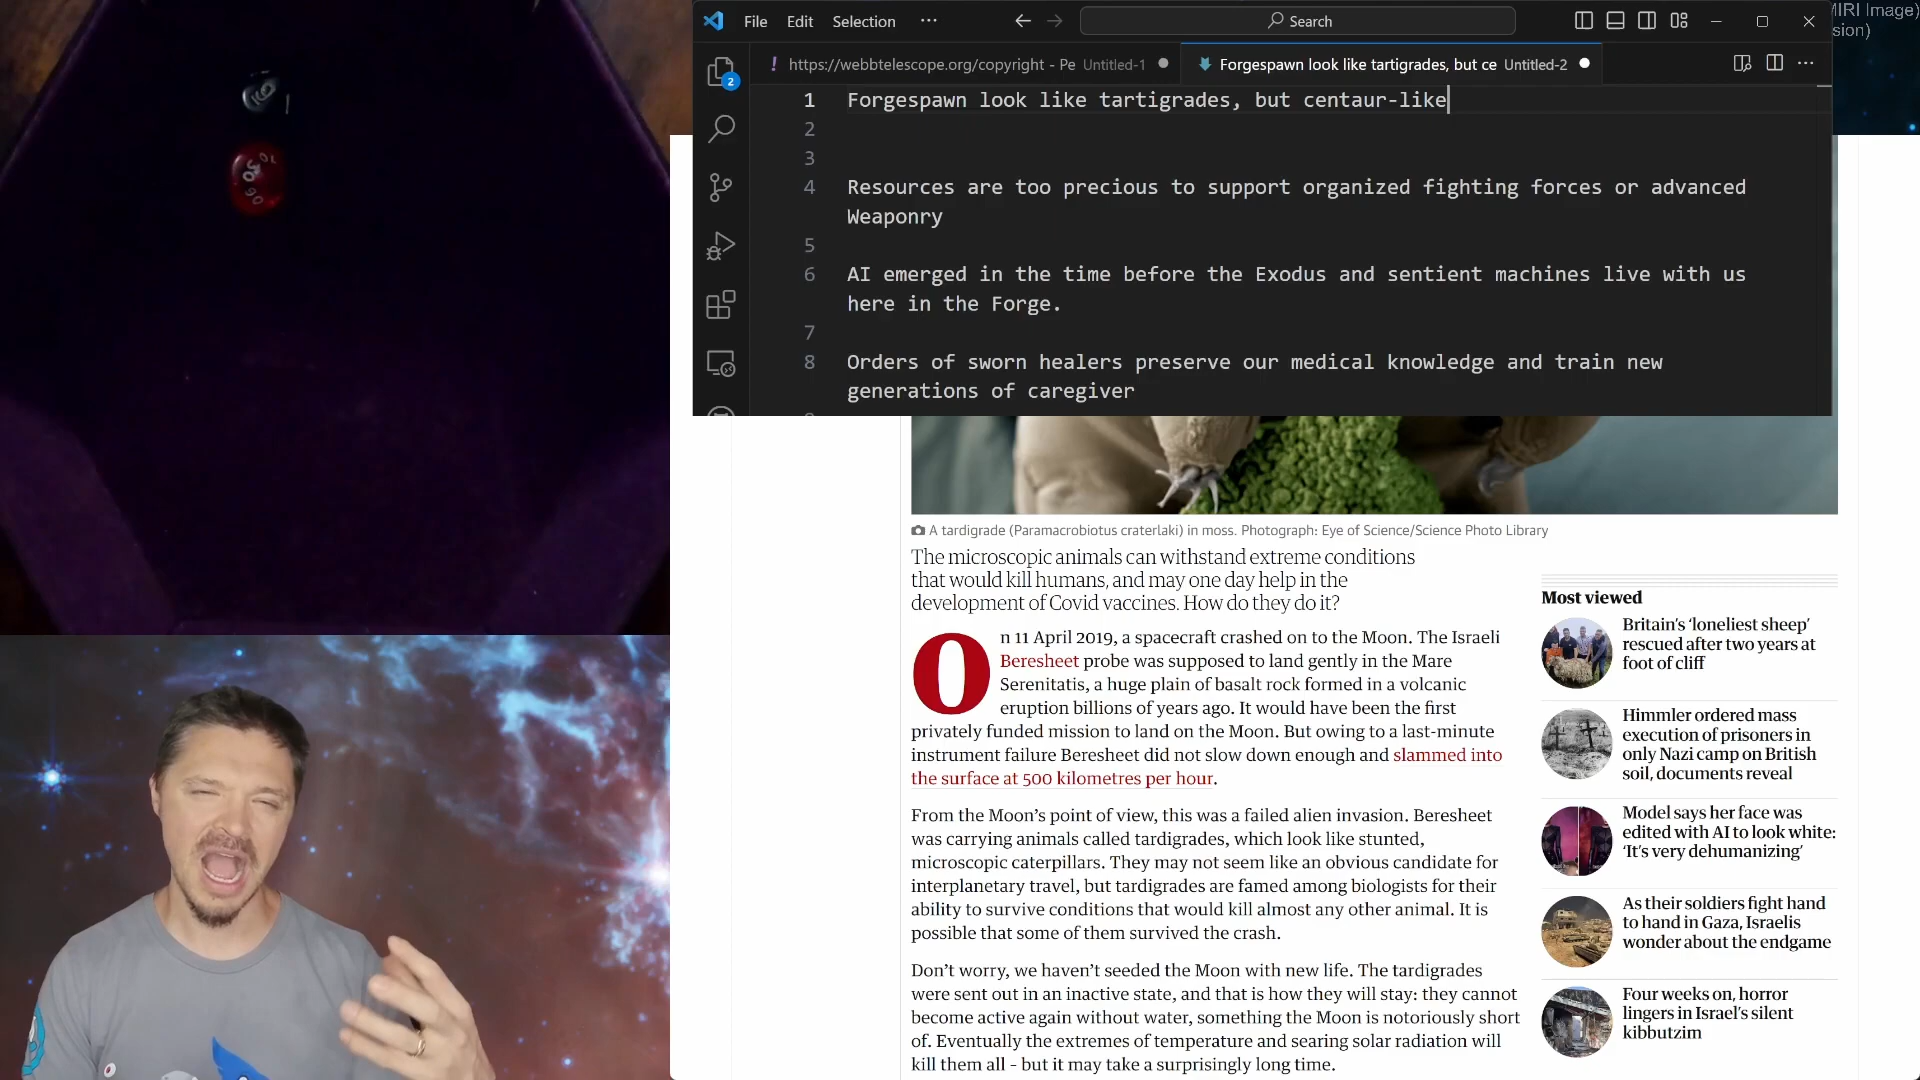 File Edit Selection ··· Search
MIRI Image)
sion)
https://webbtelescope.org/copyright - Pe Untitled-1
Forgespawn look like tartigrades, but ce Untitled-2
2
1 Forgespawn look like tartigrades, but centaur-like
2
3
4 Resources are too precious to support organized fighting forces or advanced
Weaponry
5
6 AI emerged in the time before the Exodus and sentient machines live with us
here in the Forge.
7
8 Orders of sworn healers preserve our medical knowledge and train new
generations of caregiver
A tardigrade (Paramacrobiotus craterlaki) in moss. Photograph: Eye of Science/Science Photo Library
The microscopic animals can withstand extreme conditions
that would kill humans, and may one day help in the
development of Covid vaccines. How do they do it?
On 11 April 2019, a spacecraft crashed on to the Moon. The Israeli
Beresheet probe was supposed to land gently in the Mare
Serenitatis, a huge plain of basalt rock formed in a volcanic
eruption billions of years ago. It would have been the first
privately funded mission to land on the Moon. But owing to a last-minute
instrument failure Beresheet did not slow down enough and slammed into
the surface at 500 kilometres per hour.
From the Moon’s point of view, this was a failed alien invasion. Beresheet
was carrying animals called tardigrades, which look like stunted,
microscopic caterpillars. They may not seem like an obvious candidate for
interplanetary travel, but tardigrades are famed among biologists for their
ability to survive conditions that would kill almost any other animal. It is
possible that some of them survived the crash.
Don’t worry, we haven’t seeded the Moon with new life. The tardigrades
were sent out in an inactive state, and that is how they will stay: they cannot
become active again without water, something the Moon is notoriously short
of. Eventually the extremes of temperature and searing solar radiation will
kill them all – but it may take a surprisingly long time.
Most viewed
Britain’s ‘loneliest sheep’
rescued after two years at
foot of cliff
Himmler ordered mass
execution of prisoners in
only Nazi camp on British
soil, documents reveal
Model says her face was
edited with AI to look white:
‘It’s very dehumanizing’
As their soldiers fight hand
to hand in Gaza, Israelis
wonder about the endgame
Four weeks on, horror
lingers in Israel’s silent
kibbutzim